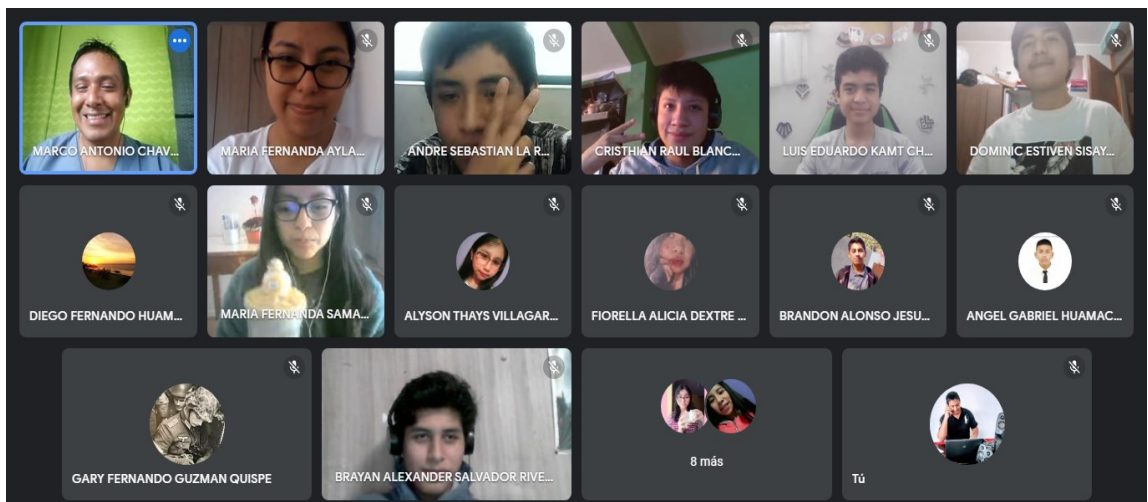 MARCO ANTONIO CHAV...
MARIA FERNANDA AYLA...
ANDRE SEBASTIAN LA R...
CRISTHIAN RAUL BLANC...
LUIS EDUARDO KAMT CH...
DOMINIC ESTIVEN SISAY...
DIEGO FERNANDO HUAM...
MARIA FERNANDA SAMA...
ALYSON THAYS VILLAGAR...
FIORELLA ALICIA DEXTRE ...
BRANDON ALONSO JESU...
ANGEL GABRIEL HUAMAC...
GARY FERNANDO GUZMAN QUISPE
BRAYAN ALEXANDER SALVADOR RIVE...
8 más
Tú